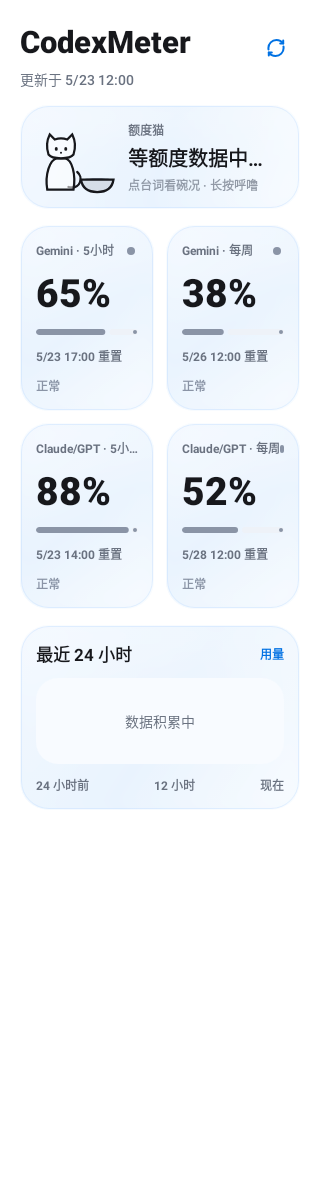 CodexMeter
更新于 5/23 12:00
额度猫
等额度数据中…
点台词看碗况 · 长按呼噜
Gemini · 5小时
65%
5/23 17:00 重置
正常
Gemini · 每周
38%
5/26 12:00 重置
正常
Claude/GPT · 5小…
88%
5/23 14:00 重置
正常
Claude/GPT · 每周
52%
5/28 12:00 重置
正常
最近 24 小时
用量
数据积累中
24 小时前
12 小时
现在